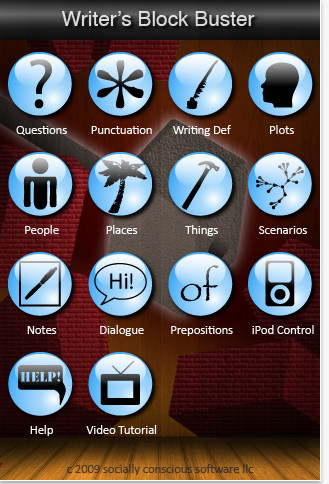 Writer's Block Buster
Questions Punctuation Writing Def Plots
People Places Things Scenarios
Hi!
of
Notes Dialogue Prepositions iPod Control
HELP!
Help Video Tutorial
c 2009 socially conscious software llc